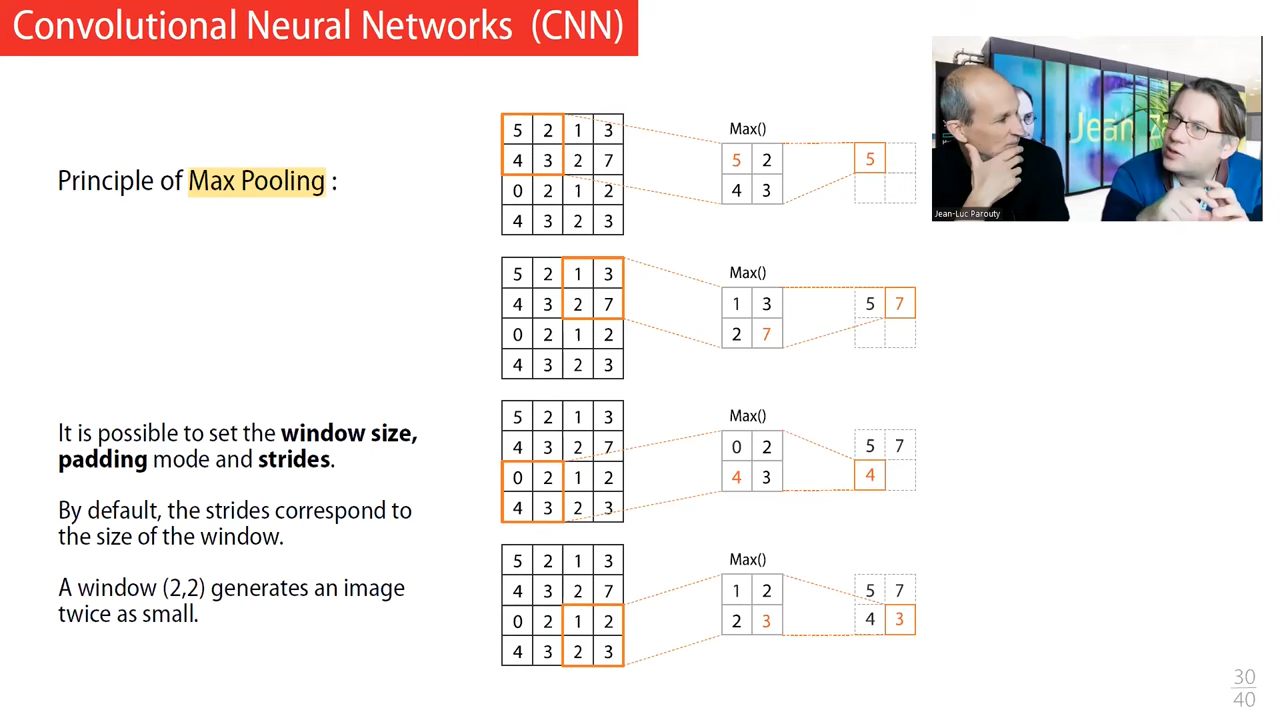 Convolutional Neural Networks (CNN)
Principle of Max Pooling :
5 2 1 3
4 3 2 7
0 2 1 2
4 3 2 3
Max()
5 2
4 3
5
5 2 1 3
4 3 2 7
0 2 1 2
4 3 2 3
Max()
1 3
2 7
5 7
It is possible to set the window size,
padding mode and strides.
By default, the strides correspond to
the size of the window.
A window (2,2) generates an image
twice as small.
5 2 1 3
4 3 2 7
0 2 1 2
4 3 2 3
Max()
0 2
4 3
5 7
4
5 2 1 3
4 3 2 7
0 2 1 2
4 3 2 3
Max()
1 2
2 3
5 7
4 3
Jean Za
Jean-Luc Parouty
30
40